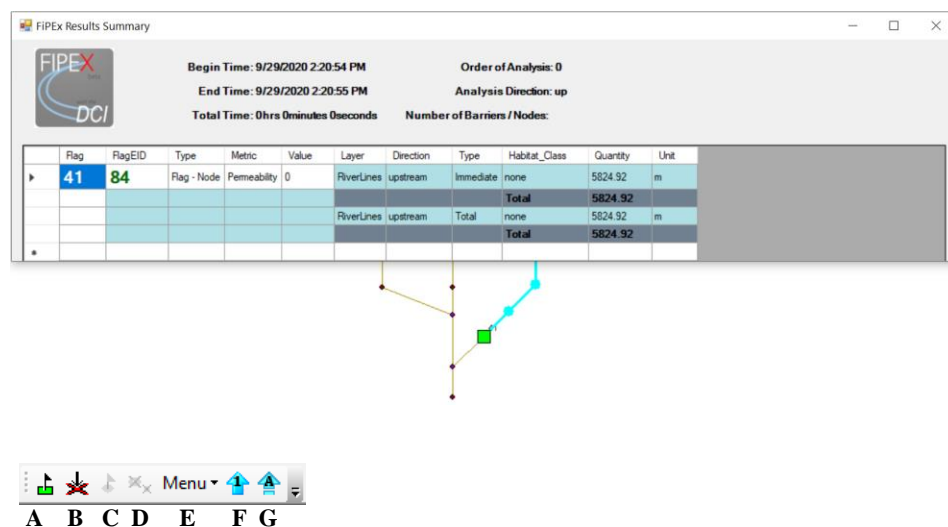 FiPEx Results Summary
FIPEX
DCI
Begin Time: 9/29/2020 2:20:54 PM
Order of Analysis: 0
End Time: 9/29/2020 2:20:55 PM
Analysis Direction: up
Total Time: 0hrs 0minutes 0seconds
Number of Barriers / Nodes:
Flag FlagEID Type Metric Value Layer Direction Type Habitat_Class Quantity Unit
41 84 Flag - Node Permeability 0 RiverLines upstream Immediate none 5824.92 m
Total 5824.92
RiverLines upstream Total none 5824.92 m
Total 5824.92
41
Menu 1 A
A B C D E F G